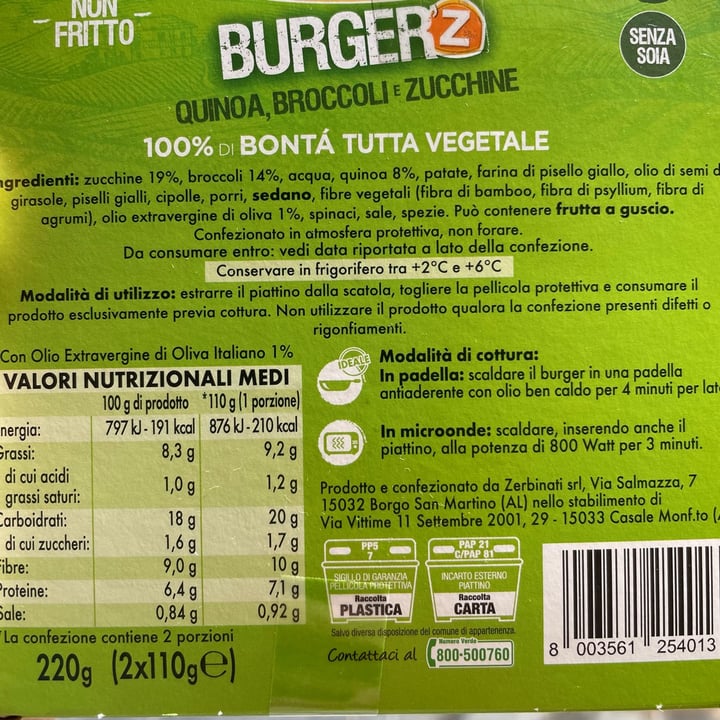 NON
FRITTO
BURGER Z
SENZA
SOIA
QUINOA, BROCCOLI E ZUCCHINE
100% DI BONTÁ TUTTA VEGETALE
ngredienti: zucchine 19%, broccoli 14%, acqua, quinoa 8%, patate, farina di pisello giallo, olio di semi d
girasole, piselli gialli, cipolle, porri, sedano, fibre vegetali (fibra di bamboo, fibra di psyllium, fibra di
agrumi), olio extravergine di oliva 1%, spinaci, sale, spezie. Può contenere frutta a guscio.
Confezionato in atmosfera protettiva, non forare.
Da consumare entro: vedi data riportata a lato della confezione.
Conservare in frigorifero tra +2°C e +6°C
Modalità di utilizzo: estrarre il piattino dalla scatola, togliere la pellicola protettiva e consumare il
prodotto esclusivamente previa cottura. Non utilizzare il prodotto qualora la confezione presenti difetti o
rigonfiamenti.
Con Olio Extravergine di Oliva Italiano 1%
VALORI NUTRIZIONALI MEDI
100 g di prodotto *110 g (1 porzione)
nergia: 797 kJ - 191 kcal 876 kJ - 210 kcal
Grassi: 8,3 g 9,2 g
di cui acidi
grassi saturi: 1,0 g 1,2 g
Carboidrati: 18 g 20 g
di cui zuccheri: 1,6 g 1,7 g
Fibre: 9,0 g 10 g
Proteine: 6,4 g 7,1 g
Sale: 0,84 g 0,92 g
*La confezione contiene 2 porzioni
220g (2x110g℮)
IDEALE
Modalità di cottura:
In padella: scaldare il burger in una padella
antiaderente con olio ben caldo per 4 minuti per lat
In microonde: scaldare, inserendo anche il
piattino, alla potenza di 800 Watt per 3 minuti.
Prodotto e confezionato da Zerbinati srl, Via Salmazza, 7
15032 Borgo San Martino (AL) nello stabilimento di
Via Vittime 11 Settembre 2001, 29 - 15033 Casale Monf.to (
PP5
7
SIGILLO DI GARANZIA
PELLICOLA PROTETTIVA
Raccolta
PLASTICA
PAP 21
C/PAP 81
INCARTO ESTERNO
PIATTINO
Raccolta
CARTA
Salvo diversa disposizione del comune di appartenenza.
Contattaci al
Numero Verde
800-500760
8 003561 254013